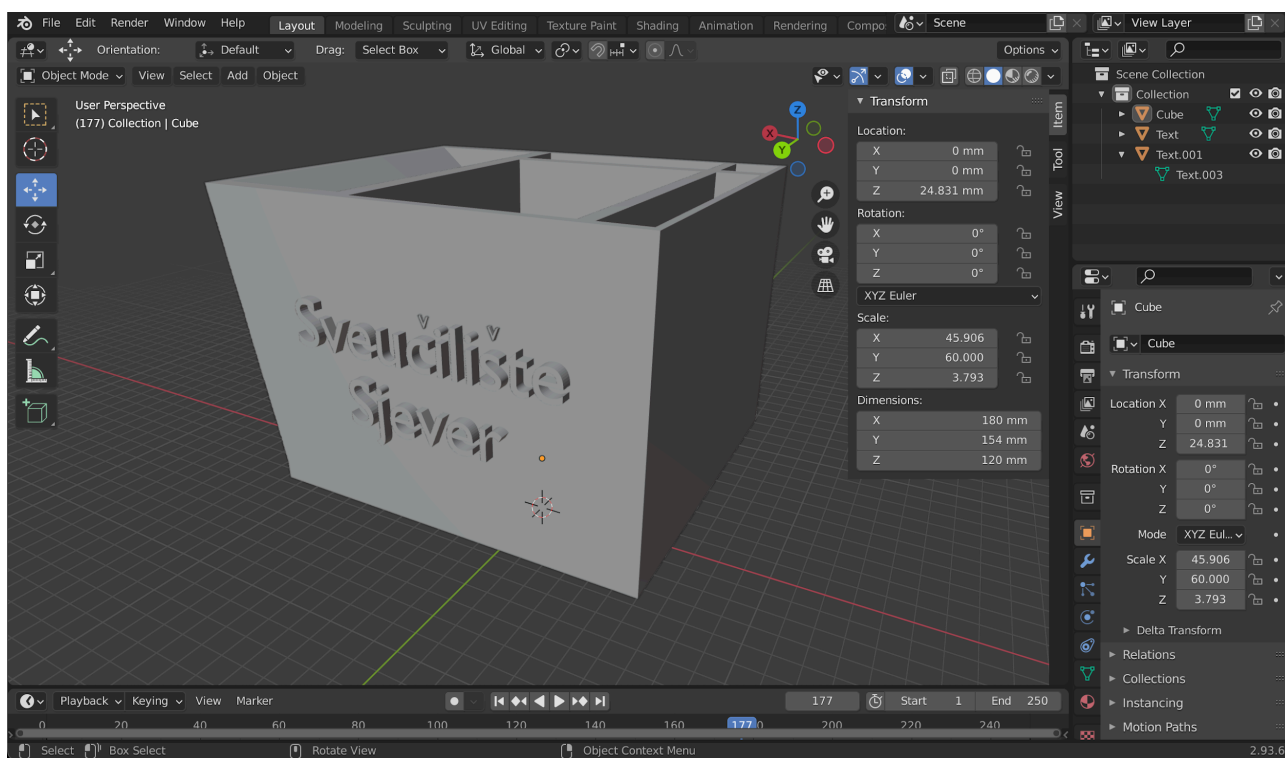 File Edit Render Window Help Layout Modeling Sculpting UV Editing Texture Paint Shading Animation Rendering Compo Scene View Layer
Orientation: Default Drag: Select Box Global Options
Object Mode View Select Add Object
User Perspective
(177) Collection | Cube
Z
X
Y
Sveučilište
Sjever
Transform
Location:
X 0 mm
Y 0 mm
Z 24.831 mm
Rotation:
X 0°
Y 0°
Z 0°
XYZ Euler
Scale:
X 45.906
Y 60.000
Z 3.793
Dimensions:
X 180 mm
Y 154 mm
Z 120 mm
Item
Tool
View
Scene Collection
Collection
Cube
Text
Text.001
Text.003
Cube
Cube
Transform
Location X 0 mm
Y 0 mm
Z 24.831
Rotation X 0°
Y 0°
Z 0°
Mode XYZ Eul...
Scale X 45.906
Y 60.000
Z 3.793
Delta Transform
Relations
Collections
Instancing
Motion Paths
Playback Keying View Marker 177 Start 1 End 250
0 20 40 60 80 100 120 140 160 177 0 200 220 240
Select Box Select Rotate View Object Context Menu 2.93.6